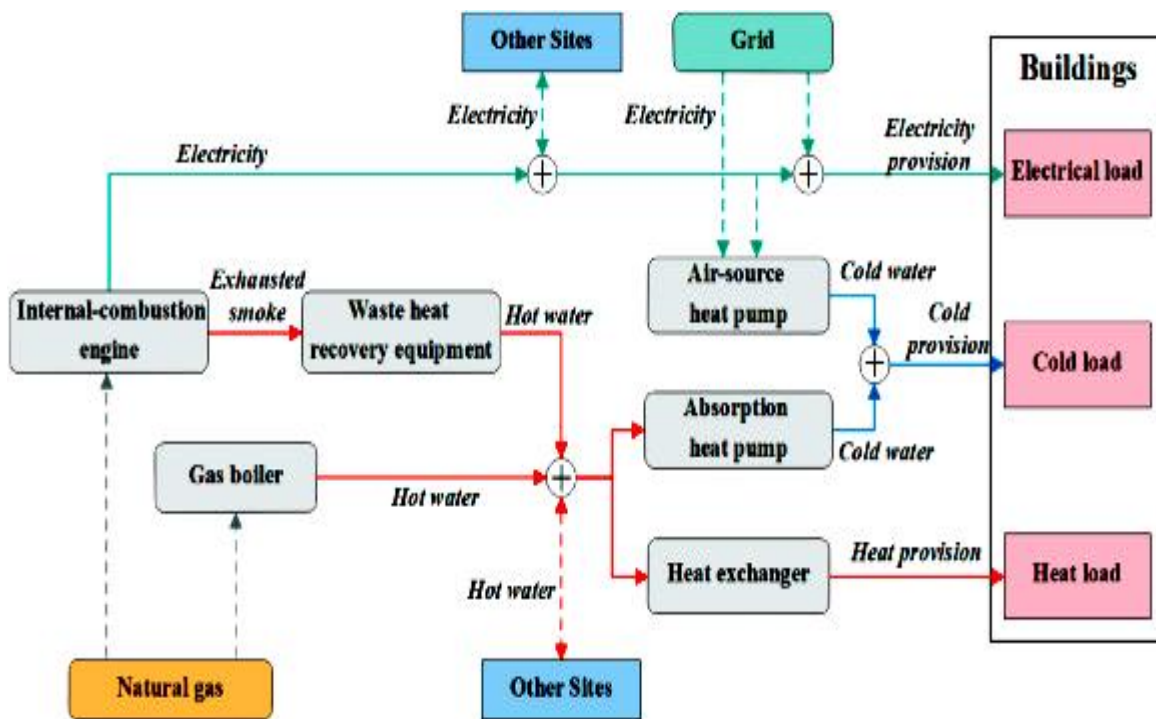 Other Sites
Grid
Buildings
Electricity
Electricity
Electricity
Electricity
provision
Electrical load
Internal-combustion
engine
Exhausted
smoke
Waste heat
recovery equipment
Hot water
Air-source
heat pump
Cold water
Cold
provision
Cold load
Absorption
heat pump
Cold water
Gas boiler
Hot water
Hot water
Heat exchanger
Heat provision
Heat load
Natural gas
Other Sites